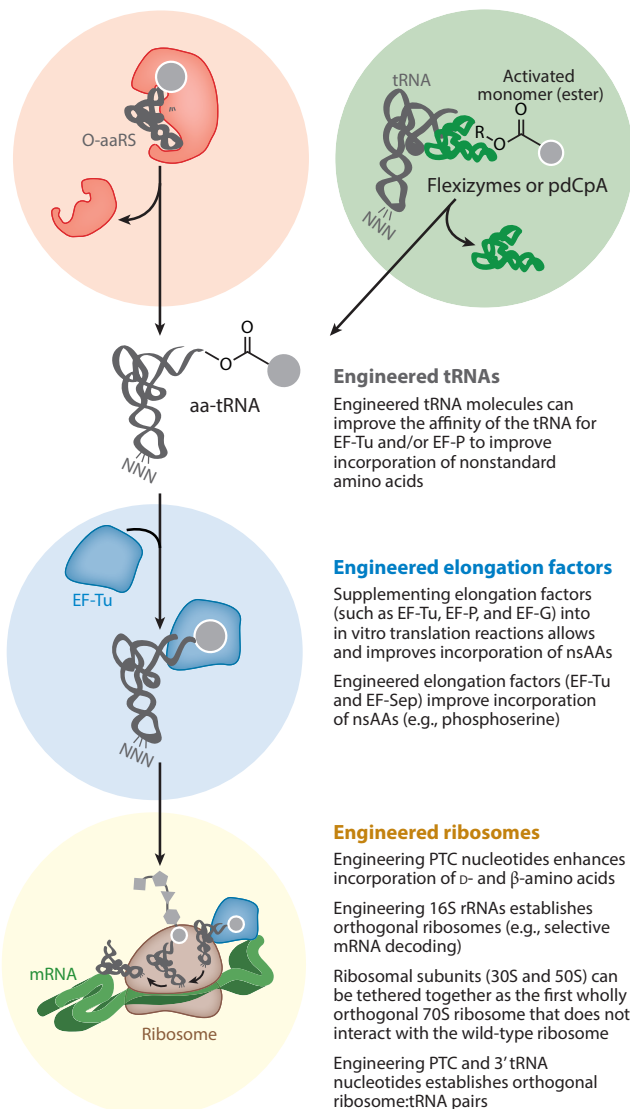 O-aaRS
tRNA
Activated
monomer (ester)
R
O
O
Flexizymes or pdCpA
NNN
O
O
aa-tRNA
NNN
Engineered tRNAs
Engineered tRNA molecules can
improve the affinity of the tRNA for
EF-Tu and/or EF-P to improve
incorporation of nonstandard
amino acids
EF-Tu
NNN
Engineered elongation factors
Supplementing elongation factors
(such as EF-Tu, EF-P, and EF-G) into
in vitro translation reactions allows
and improves incorporation of nsAAs
Engineered elongation factors (EF-Tu
and EF-Sep) improve incorporation
of nsAAs (e.g., phosphoserine)
mRNA
Ribosome
Engineered ribosomes
Engineering PTC nucleotides enhances
incorporation of D- and β-amino acids
Engineering 16S rRNAs establishes
orthogonal ribosomes (e.g., selective
mRNA decoding)
Ribosomal subunits (30S and 50S) can
be tethered together as the first wholly
orthogonal 70S ribosome that does not
interact with the wild-type ribosome
Engineering PTC and 3′ tRNA
nucleotides establishes orthogonal
ribosome:tRNA pairs